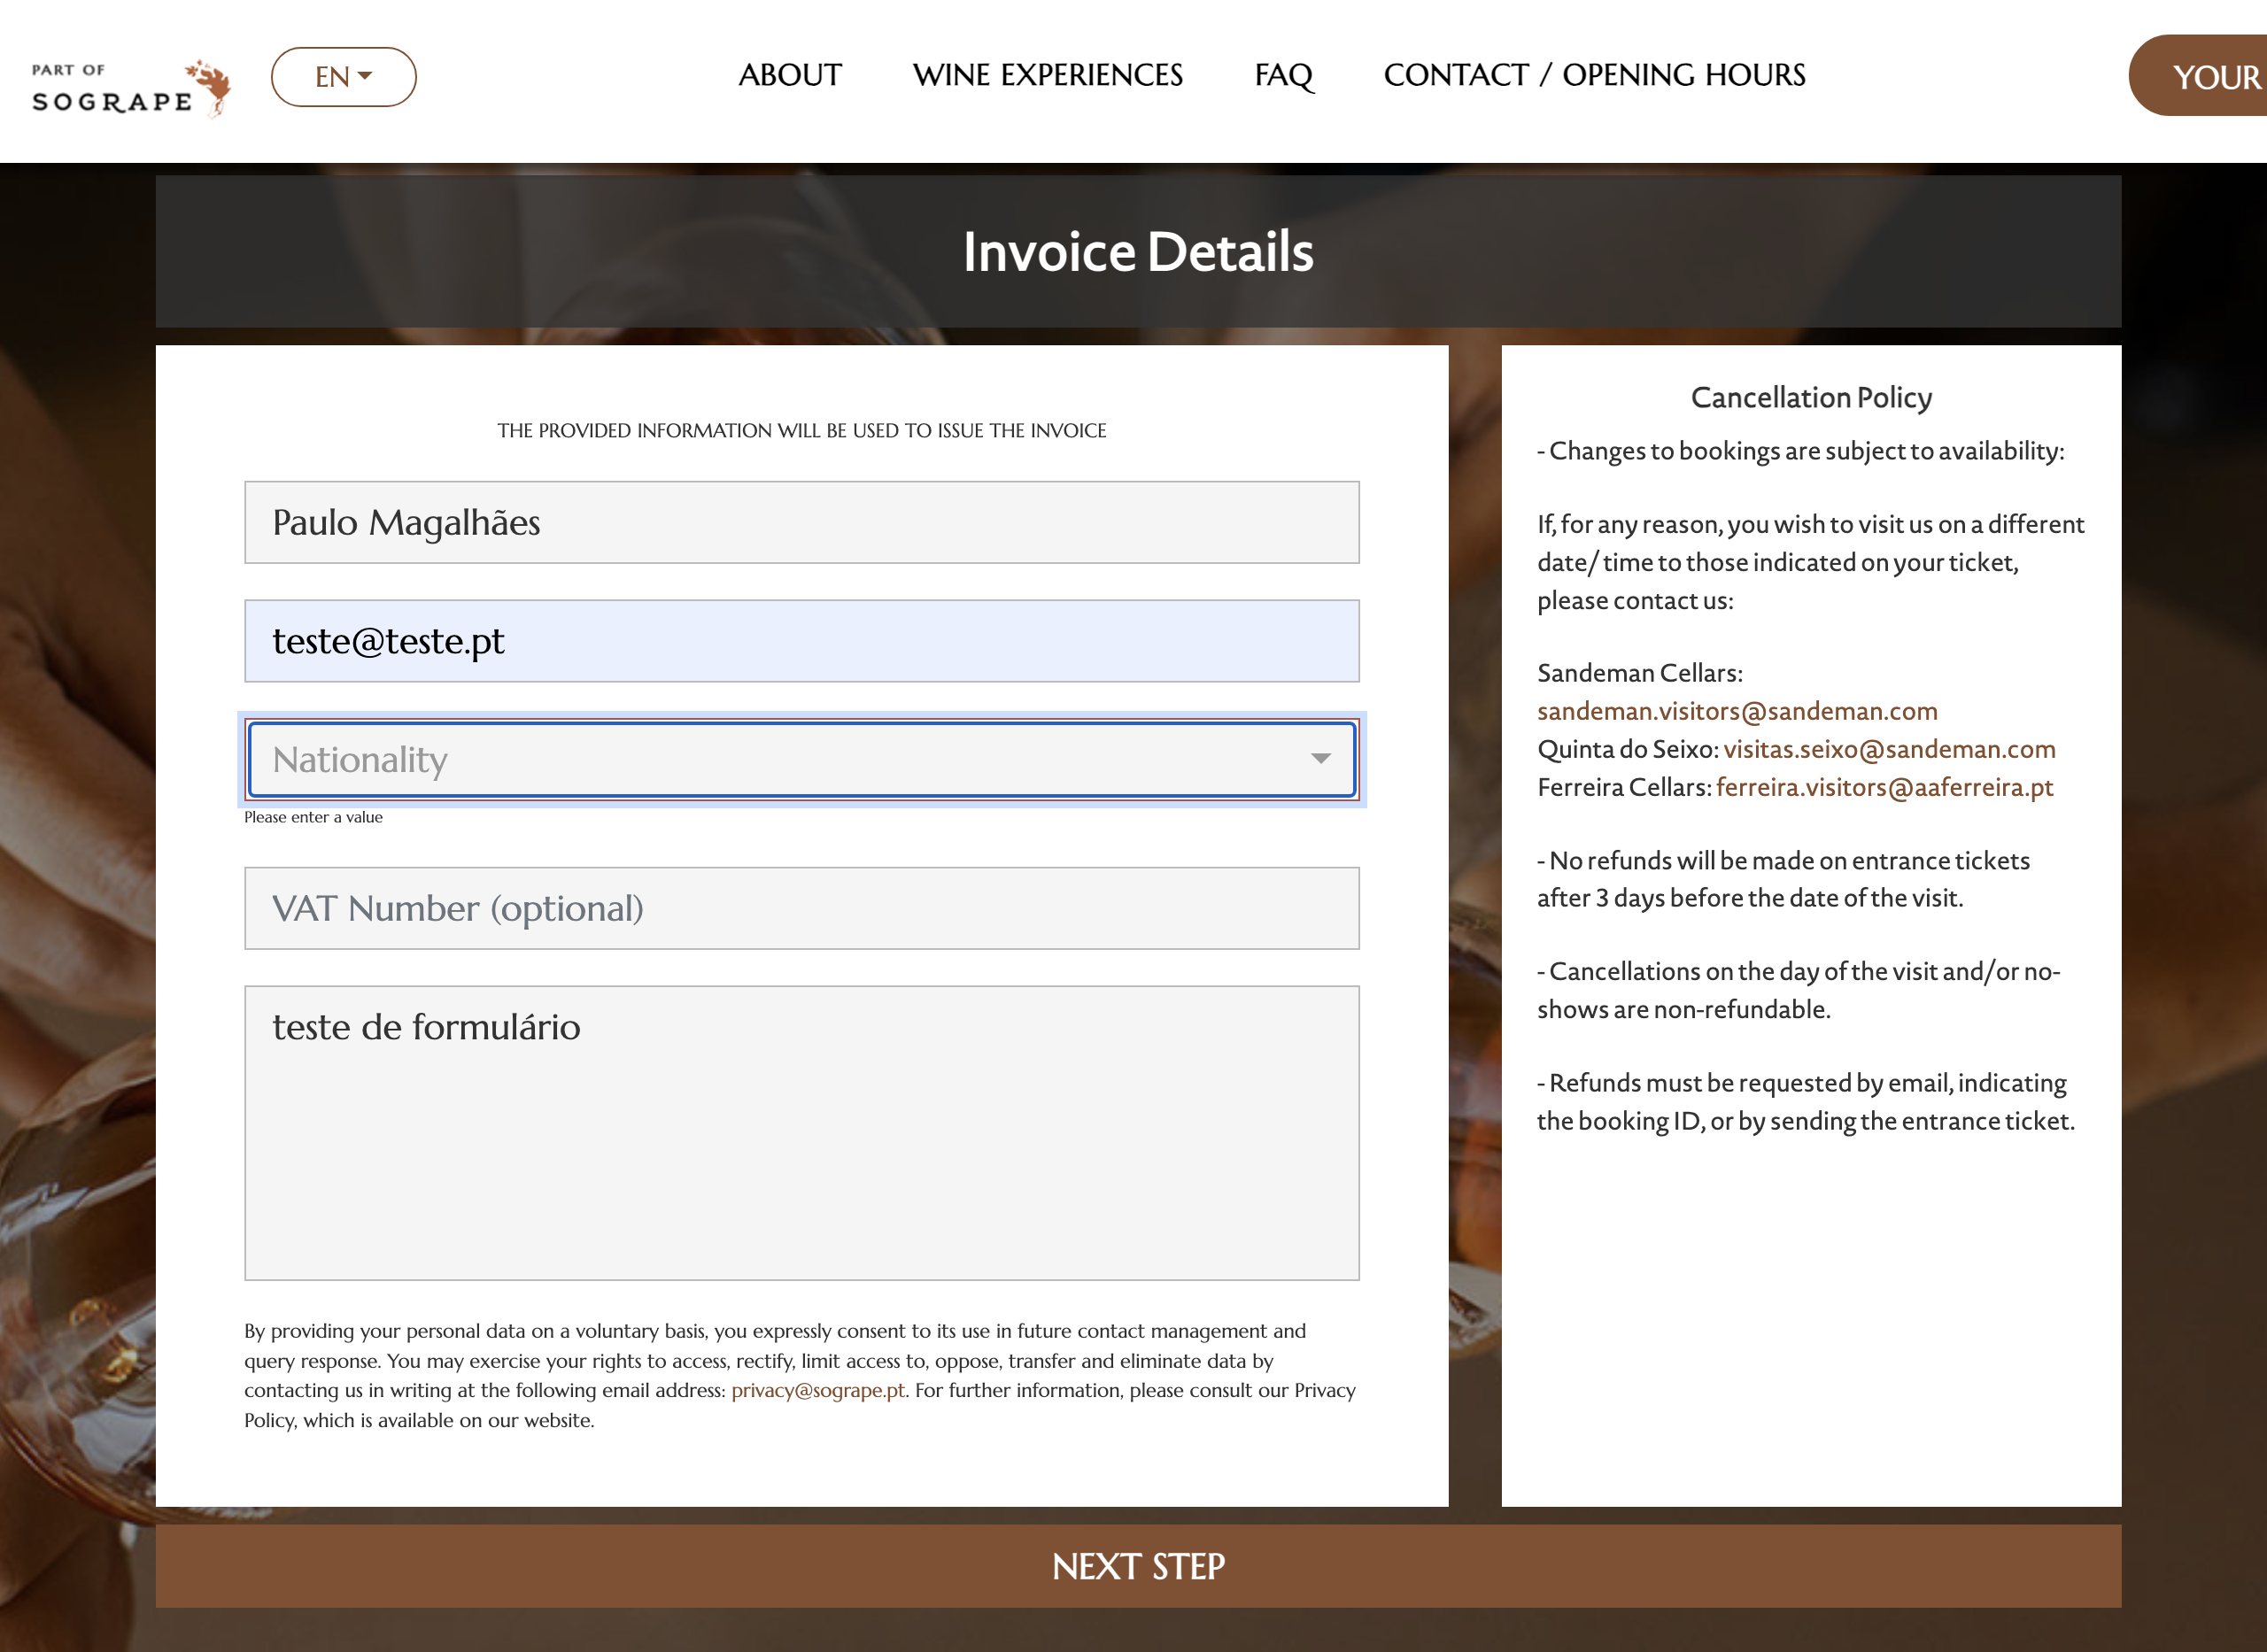 PART OF
SOGRAPE
EN
ABOUT
WINE EXPERIENCES
FAQ
CONTACT / OPENING HOURS
YOUR
Invoice Details
THE PROVIDED INFORMATION WILL BE USED TO ISSUE THE INVOICE
Paulo Magalhães
teste@teste.pt
Nationality
Please enter a value
VAT Number (optional)
teste de formulário
By providing your personal data on a voluntary basis, you expressly consent to its use in future contact management and
query response. You may exercise your rights to access, rectify, limit access to, oppose, transfer and eliminate data by
contacting us in writing at the following email address: privacy@sogrape.pt. For further information, please consult our Privacy
Policy, which is available on our website.
Cancellation Policy
- Changes to bookings are subject to availability:
If, for any reason, you wish to visit us on a different
date/ time to those indicated on your ticket,
please contact us:
Sandeman Cellars:
sandeman.visitors@sandeman.com
Quinta do Seixo: visitas.seixo@sandeman.com
Ferreira Cellars: ferreira.visitors@aaferreira.pt
- No refunds will be made on entrance tickets
after 3 days before the date of the visit.
- Cancellations on the day of the visit and/or no-
shows are non-refundable.
- Refunds must be requested by email, indicating
the booking ID, or by sending the entrance ticket.
NEXT STEP